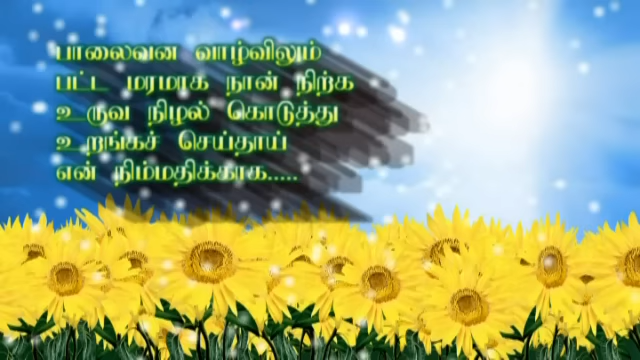 பாலைவன வாழ்விலும்
பட்ட மரமாக நான் நிற்க
உருவ நிழல் கொடுத்து
உறங்கச் செய்தாய்
என் நிம்மதிக்காக.....